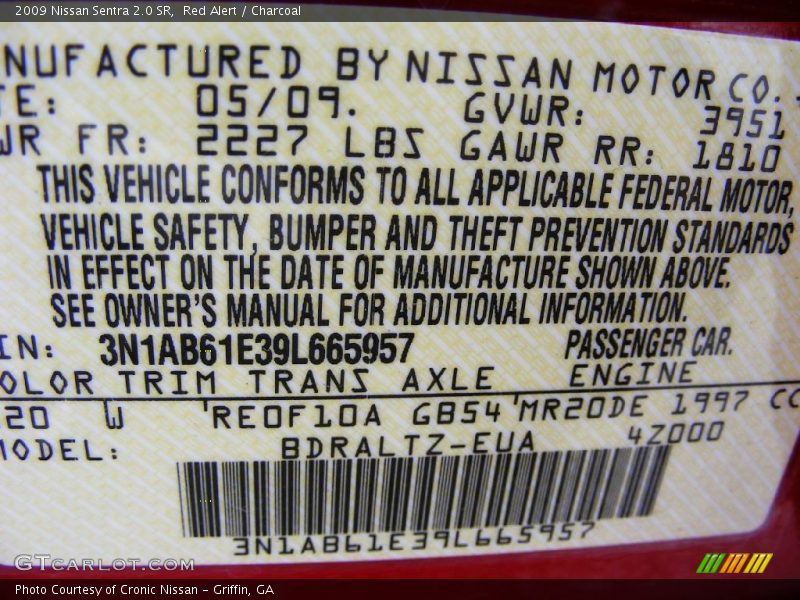 2009 Nissan Sentra 2.0 SR,  Red Alert / Charcoal
NUFACTURED BY NISSAN MOTOR CO.
TE: 05/09. GVWR: 3951
WR FR: 2227 LBS GAWR RR: 1810
THIS VEHICLE CONFORMS TO ALL APPLICABLE FEDERAL MOTOR,
VEHICLE SAFETY, BUMPER AND THEFT PREVENTION STANDARDS
IN EFFECT ON THE DATE OF MANUFACTURE SHOWN ABOVE.
SEE OWNER'S MANUAL FOR ADDITIONAL INFORMATION.
IN: 3N1AB61E39L665957 PASSENGER CAR.
OLOR TRIM TRANS AXLE ENGINE
20 W 'RE0F10A GB54 'MR20DE 1997 CC
MODEL: BDRALTZ-EUA 4Z000
3N1AB61E39L665957
GTCARLOT.COM
Photo Courtesy of Cronic Nissan - Griffin, GA